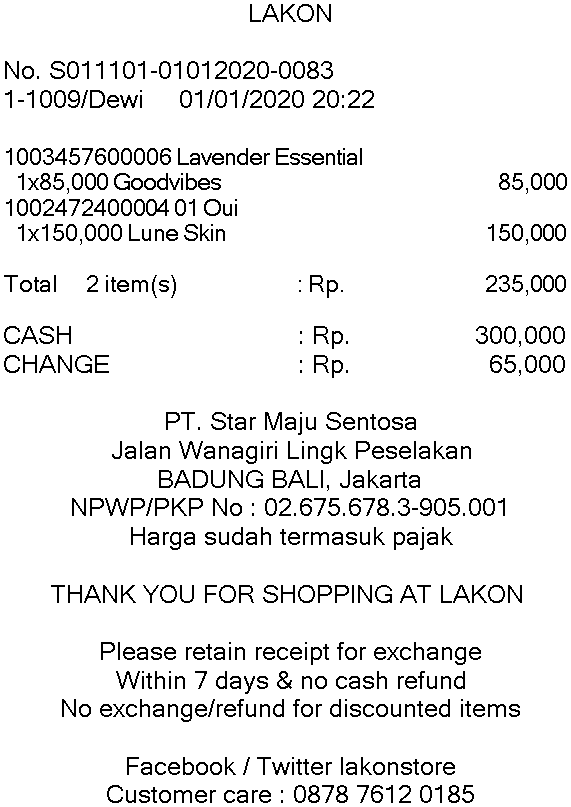 LAKON
No. S011101-01012020-0083
1-1009/Dewi 01/01/2020 20:22
1003457600006 Lavender Essential
1x85,000 Goodvibes 85,000
1002472400004 01 Oui
1x150,000 Lune Skin 150,000
Total 2 item(s) : Rp. 235,000
CASH : Rp. 300,000
CHANGE : Rp. 65,000
PT. Star Maju Sentosa
Jalan Wanagiri Lingk Peselakan
BADUNG BALI, Jakarta
NPWP/PKP No : 02.675.678.3-905.001
Harga sudah termasuk pajak
THANK YOU FOR SHOPPING AT LAKON
Please retain receipt for exchange
Within 7 days & no cash refund
No exchange/refund for discounted items
Facebook / Twitter lakonstore
Customer care : 0878 7612 0185